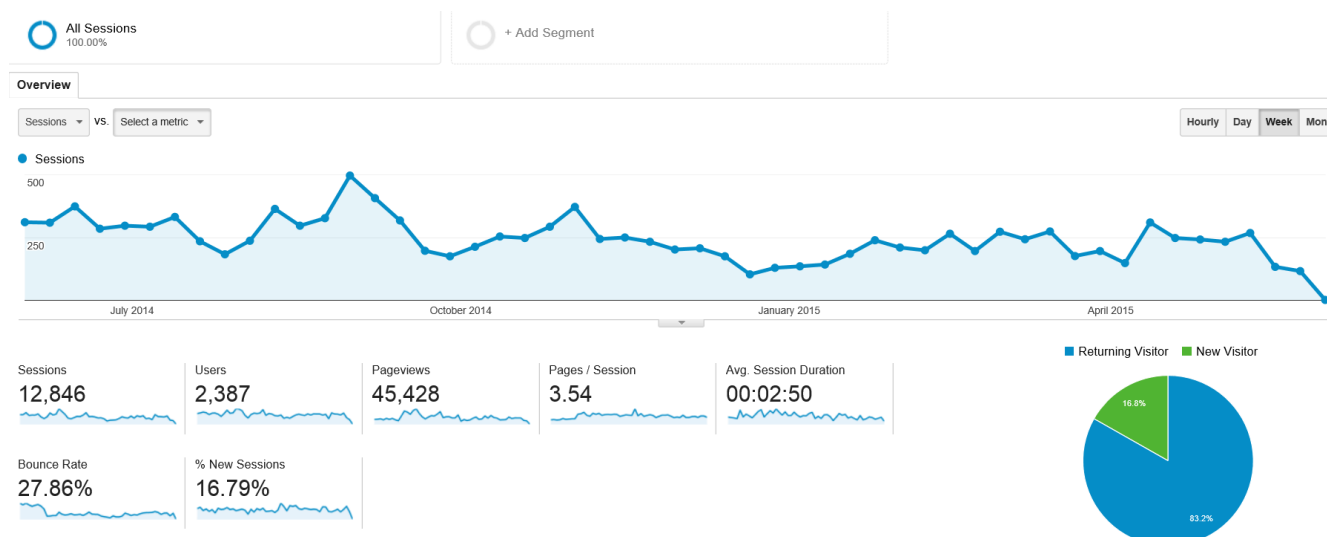 All Sessions
100.00%
+ Add Segment
Overview
Sessions VS. Select a metric
Hourly Day Week Mon
Sessions
500
250
July 2014 October 2014 January 2015 April 2015
Returning Visitor New Visitor
Sessions Users Pageviews Pages / Session Avg. Session Duration
12,846 2,387 45,428 3.54 00:02:50
16.8%
Bounce Rate % New Sessions
27.86% 16.79%
83.2%